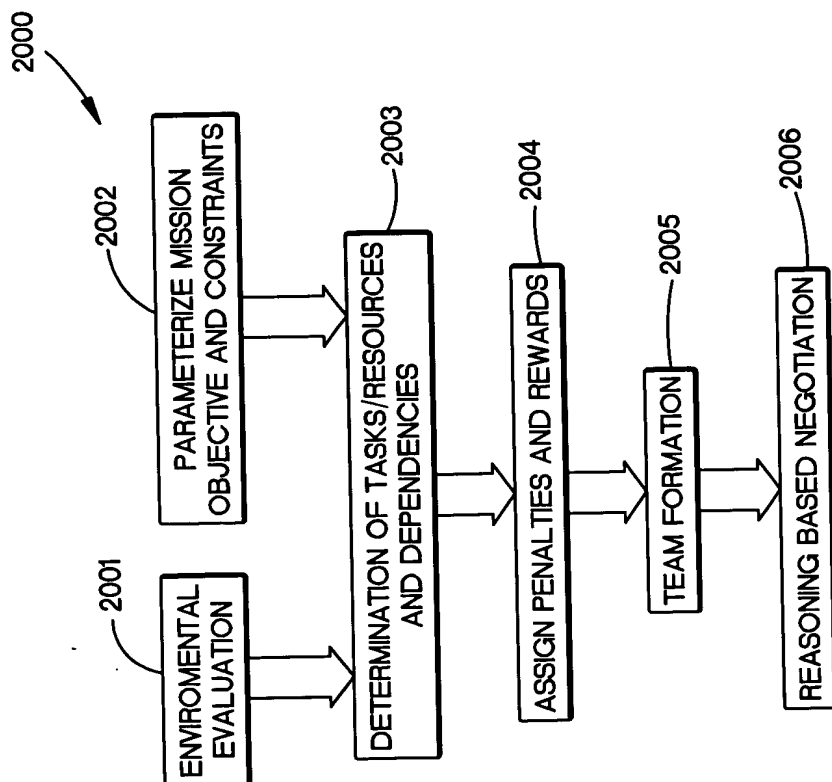 2000
2002
PARAMETERIZE MISSION
OBJECTIVE AND CONSTRAINTS
2001
ENVIROMENTAL
EVALUATION
2003
DETERMINATION OF TASKS/RESOURCES
AND DEPENDENCIES
2004
ASSIGN PENALTIES AND REWARDS
2005
TEAM FORMATION
2006
REASONING BASED NEGOTIATION